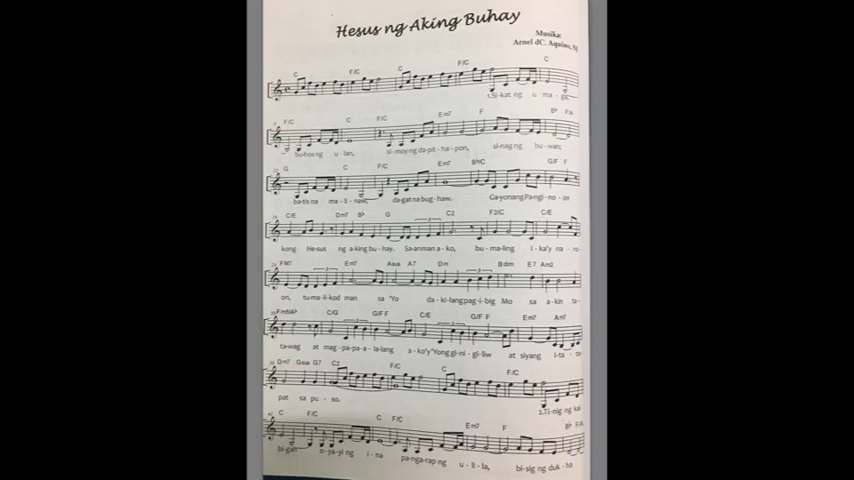 Hesus ng Aking Buhay
Musika:
Arnel dC. Aquino, SJ
C F/C C F/C C
1.Si-kat ng u ma - ga,
F/C C F/C Em7 F B♭ F/A
bu-hos ng u - lan, si-moy ng da-pit - ha - pon, si-nag ng bu - wan;
G C F/C Em7 B♭/C G/F F
ba-tis na ma - li - naw, da-gat na bug-haw. Ga-yon ang Pa-ngi - no - on
C/E Dm7 B♭ G C2 F2/C C/E
kong He-sus ng a-king bu-hay. Sa-an man a - ko, bu-ma-ling I-ka'y na - ro-
FM7 Em7 Asus A7 Dm Bdim E7 Am2
on, tu-ma-li-kod man sa 'Yo da - ki-lang pag-i-big Mo sa a-kin ta-
C/G G/F F C/E G/F F Em7 Am7
ta-wag at mag-pa-pa-a-la-lang a-ko'y 'Yong gi-ni-gi-liw at si-yang i-ta - ta-
Dm7 Gsus G7 C2 F/C C F/C
pat sa pu - so. 2.Ti-nig ng kai
C F/C C F/C Em7 F B♭ F/A
bi-gan o-ya-yi ng i - na pa-nga-rap ng u - li - la, bi-sig ng duk - ha